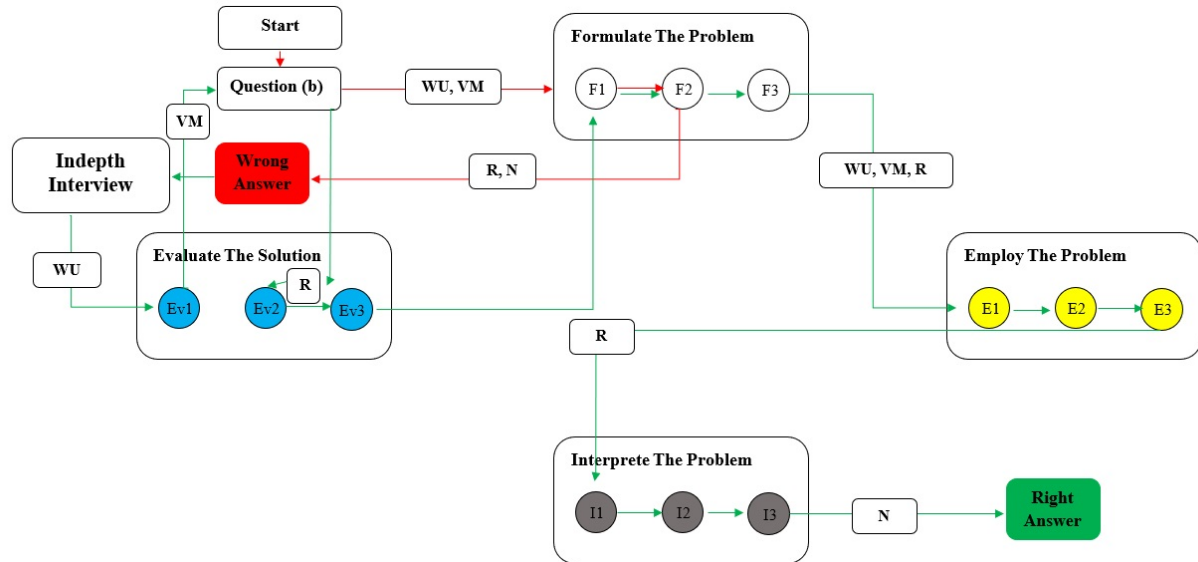 Start
Formulate The Problem
Question (b)
WU, VM
F1
F2
F3
VM
Indepth
Interview
Wrong
Answer
R, N
WU, VM, R
WU
Evaluate The Solution
R
Ev1
Ev2
Ev3
Employ The Problem
E1
E2
E3
R
Interprete The Problem
I1
I2
I3
N
Right
Answer